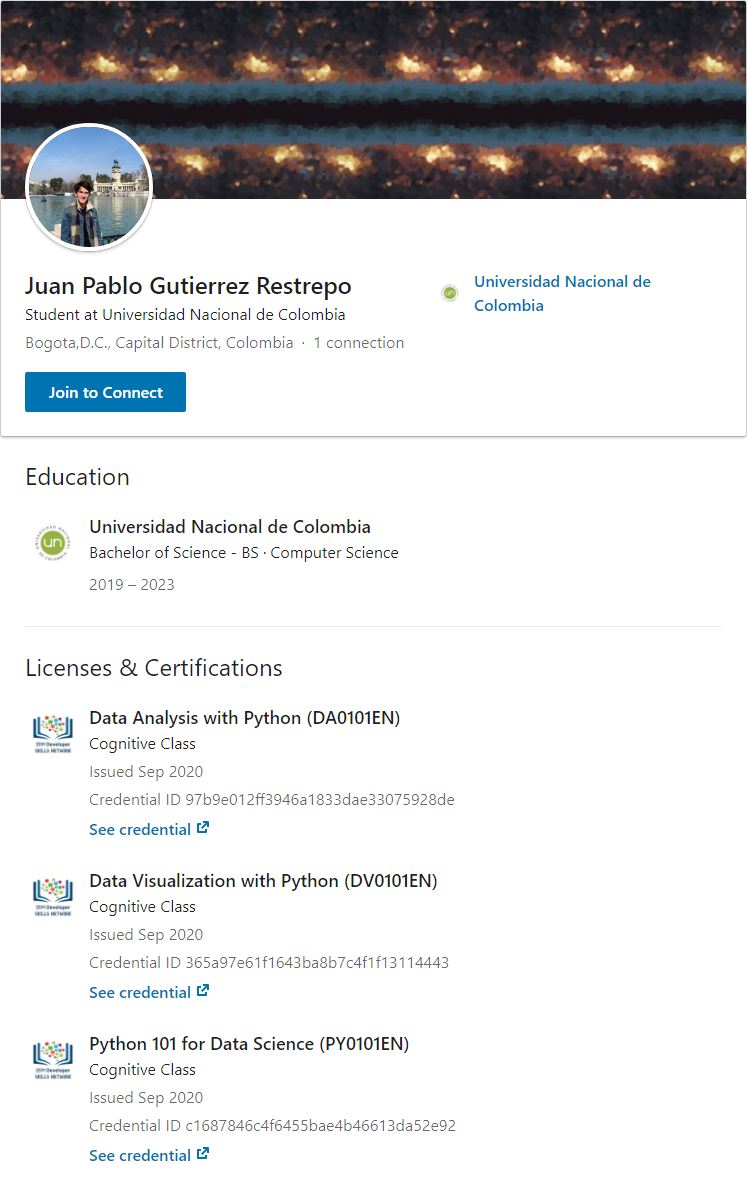 Juan Pablo Gutierrez Restrepo
Student at Universidad Nacional de Colombia
Bogota,D.C., Capital District, Colombia · 1 connection
Universidad Nacional de
Colombia
Join to Connect
Education
un
Universidad Nacional de Colombia
Bachelor of Science - BS · Computer Science
2019 – 2023
Licenses & Certifications
IBM Developer
SKILLS NETWORK
Data Analysis with Python (DA0101EN)
Cognitive Class
Issued Sep 2020
Credential ID 97b9e012ff3946a1833dae33075928de
See credential
IBM Developer
SKILLS NETWORK
Data Visualization with Python (DV0101EN)
Cognitive Class
Issued Sep 2020
Credential ID 365a97e61f1643ba8b7c4f1f13114443
See credential
IBM Developer
SKILLS NETWORK
Python 101 for Data Science (PY0101EN)
Cognitive Class
Issued Sep 2020
Credential ID c1687846c4f6455bae4b46613da52e92
See credential